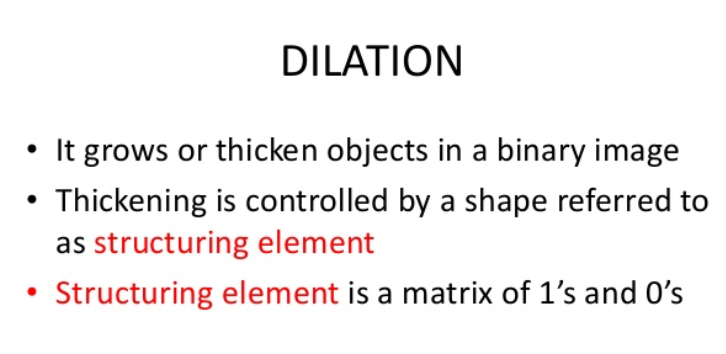 DILATION
• It grows or thicken objects in a binary image
• Thickening is controlled by a shape referred to
as structuring element
• Structuring element is a matrix of 1’s and 0’s